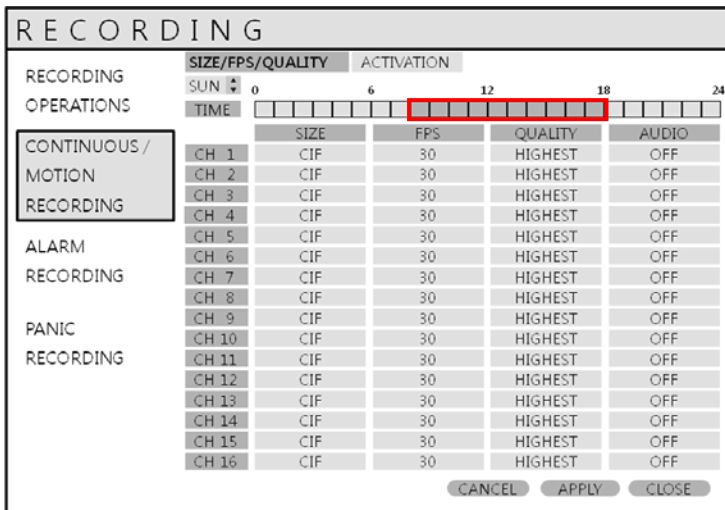 RECORDING
RECORDING
OPERATIONS
CONTINUOUS /
MOTION
RECORDING
ALARM
RECORDING
PANIC
RECORDING
SIZE/FPS/QUALITY ACTIVATION
SUN 0 6 12 18 24
TIME
SIZE FPS QUALITY AUDIO
CH 1 CIF 30 HIGHEST OFF
CH 2 CIF 30 HIGHEST OFF
CH 3 CIF 30 HIGHEST OFF
CH 4 CIF 30 HIGHEST OFF
CH 5 CIF 30 HIGHEST OFF
CH 6 CIF 30 HIGHEST OFF
CH 7 CIF 30 HIGHEST OFF
CH 8 CIF 30 HIGHEST OFF
CH 9 CIF 30 HIGHEST OFF
CH 10 CIF 30 HIGHEST OFF
CH 11 CIF 30 HIGHEST OFF
CH 12 CIF 30 HIGHEST OFF
CH 13 CIF 30 HIGHEST OFF
CH 14 CIF 30 HIGHEST OFF
CH 15 CIF 30 HIGHEST OFF
CH 16 CIF 30 HIGHEST OFF
CANCEL APPLY CLOSE